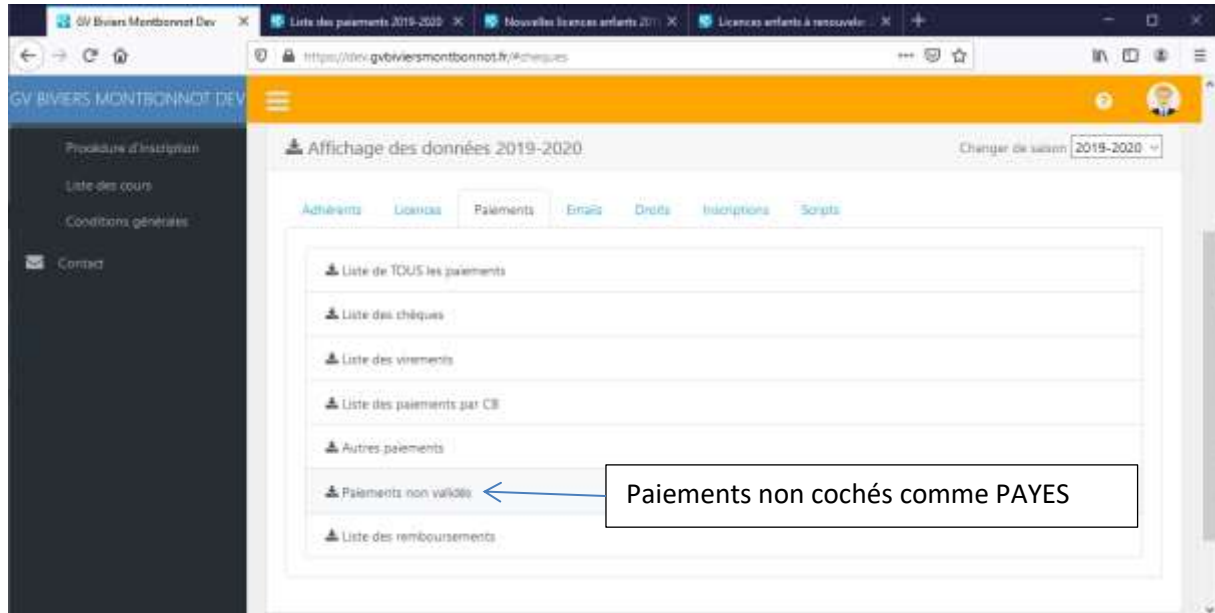 GV Biviers Montbonnot Dev
Liste des paiements 2019-2020
Nouvelles licences enfants 201
Licences enfants à renouveler
https://dev.gvbiviersmontbonnot.fr/#cheques
GV BIVIERS MONTBONNOT DEV
Procédure d'inscription
Liste des cours
Conditions générales
Contact
Affichage des données 2019-2020
Changer de saison 2019-2020
Adhérents Licences Paiements Emails Droits Inscriptions Scripts
Liste de TOUS les paiements
Liste des chèques
Liste des virements
Liste des paiements par CB
Autres paiements
Paiements non validés
Paiements non cochés comme PAYES
Liste des remboursements